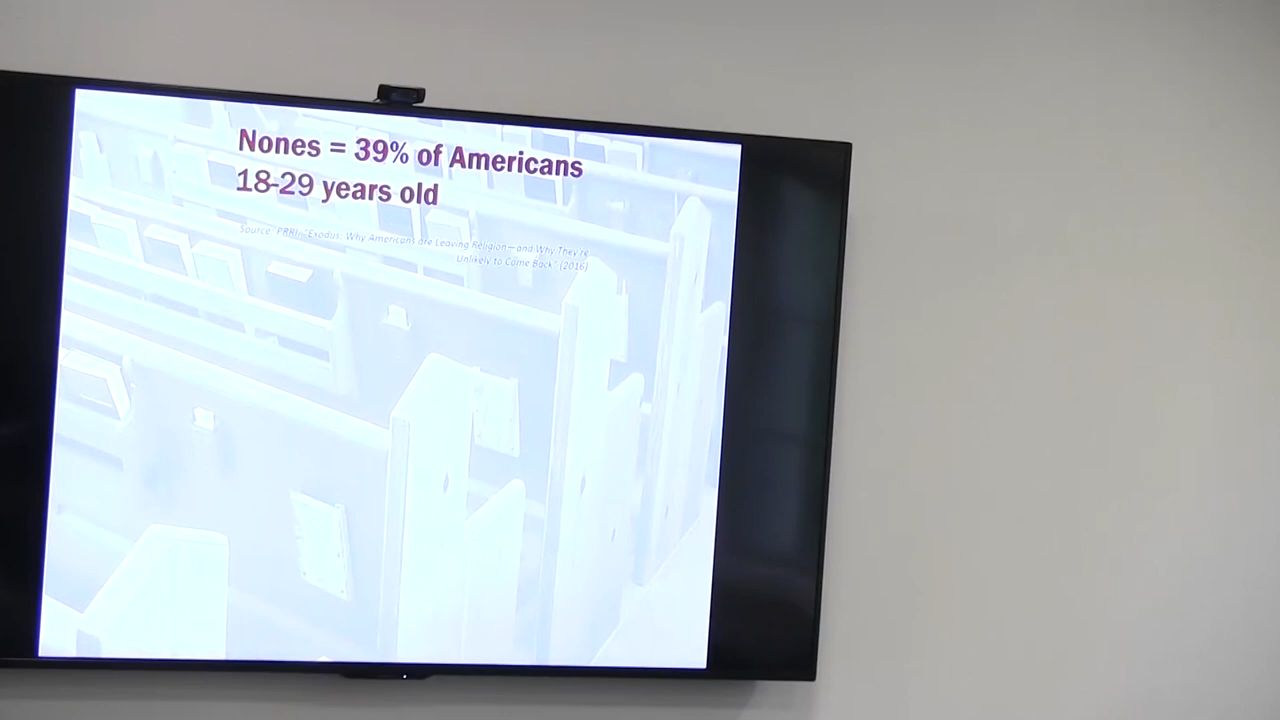 Nones = 39% of Americans
18-29 years old
Source: PRRI, "Exodus: Why Americans are Leaving Religion—and Why They're
Unlikely to Come Back" (2016)